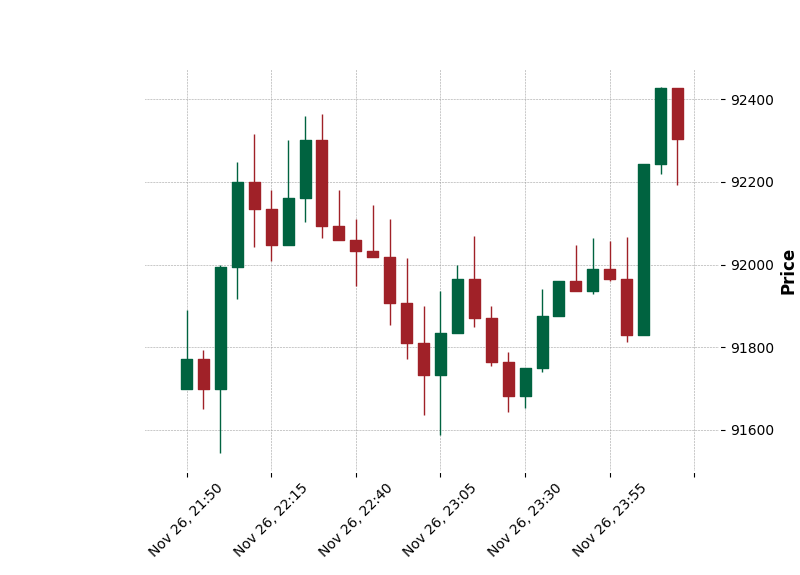 92400
92200
92000
91800
91600
Price
Nov 26, 21:50
Nov 26, 22:15
Nov 26, 22:40
Nov 26, 23:05
Nov 26, 23:30
Nov 26, 23:55